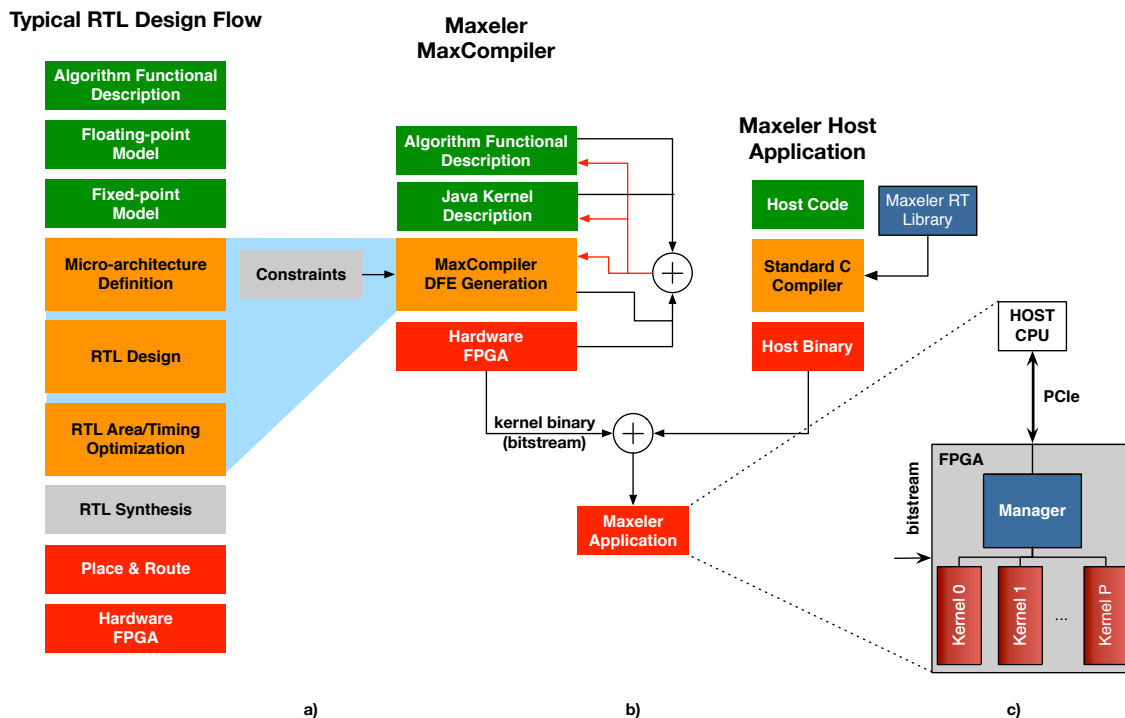 Typical RTL Design Flow
Algorithm Functional
Description
Floating-point
Model
Fixed-point
Model
Micro-architecture
Definition
RTL Design
RTL Area/Timing
Optimization
RTL Synthesis
Place & Route
Hardware
FPGA
Constraints
a)
Maxeler
MaxCompiler
Algorithm Functional
Description
Java Kernel
Description
MaxCompiler
DFE Generation
Hardware
FPGA
kernel binary
(bitstream)
Maxeler Host
Application
Host Code
Maxeler RT
Library
Standard C
Compiler
Host Binary
Maxeler
Application
b)
HOST
CPU
PCIe
FPGA
bitstream
Manager
Kernel 0
Kernel 1
...
Kernel P
c)